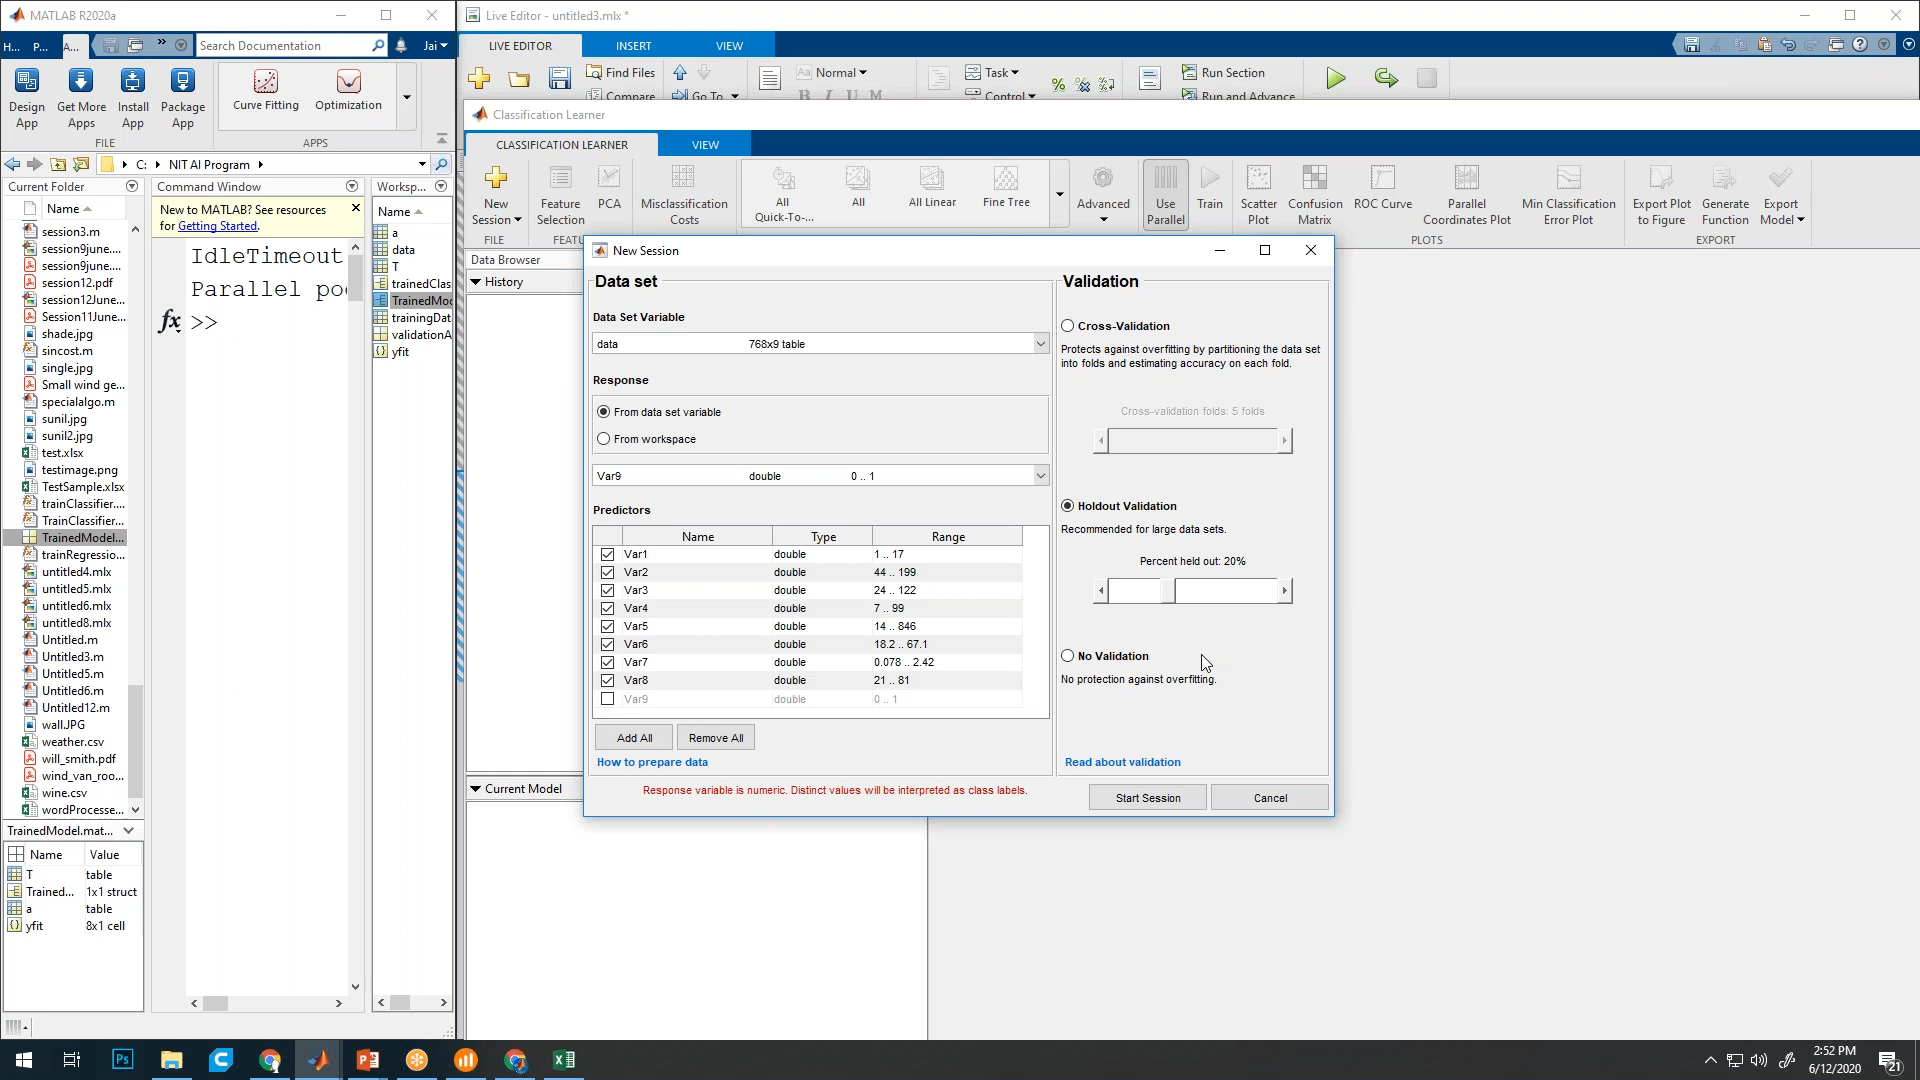 MATLAB R2020a
H... P... A...
Search Documentation
Jai
Design App
Get More Apps
Install App
Package App
Curve Fitting
Optimization
FILE
APPS
C: NIT AI Program
Current Folder
Name
session3.m
session9june....
session9june....
session12.pdf
session12June...
Session11June...
shade.jpg
sincost.m
single.jpg
Small wind ge...
specialalgo.m
sunil.jpg
sunil2.jpg
test.xlsx
testimage.png
TestSample.xlsx
trainClassifier....
TrainClassifier...
TrainedModel...
trainRegressio...
untitled4.mlx
untitled5.mlx
untitled6.mlx
untitled8.mlx
Untitled.m
Untitled3.m
Untitled5.m
Untitled6.m
Untitled12.m
wall.JPG
weather.csv
will_smith.pdf
wind_van_roo...
wine.csv
wordProcesse...
TrainedModel.mat...
Name Value
T table
Trained... 1x1 struct
a table
yfit 8x1 cell
Command Window
New to MATLAB? See resources
for Getting Started.
IdleTimeout
Parallel poo
fx >>
Worksp...
Name
a
data
T
trainedClas
TrainedMo
trainingDat
validationA
yfit
Live Editor - untitled3.mlx *
LIVE EDITOR INSERT VIEW
Find Files
Compare
Go To
Aa Normal
B I U M
Task
Control
Run Section
Run and Advance
Classification Learner
CLASSIFICATION LEARNER VIEW
New Session
Feature Selection
PCA
Misclassification Costs
All Quick-To-...
All
All Linear
Fine Tree
Advanced
Use Parallel
Train
Scatter Plot
Confusion Matrix
ROC Curve
Parallel Coordinates Plot
Min Classification Error Plot
Export Plot to Figure
Generate Function
Export Model
FILE
FEATU
PLOTS
EXPORT
Data Browser
History
Current Model
New Session
Data set
Data Set Variable
data 768x9 table
Response
From data set variable
From workspace
Var9 double 0 .. 1
Predictors
Name Type Range
Var1 double 1 .. 17
Var2 double 44 .. 199
Var3 double 24 .. 122
Var4 double 7 .. 99
Var5 double 14 .. 846
Var6 double 18.2 .. 67.1
Var7 double 0.078 .. 2.42
Var8 double 21 .. 81
Var9 double 0 .. 1
Add All Remove All
How to prepare data
Response variable is numeric. Distinct values will be interpreted as class labels.
Validation
Cross-Validation
Protects against overfitting by partitioning the data set
into folds and estimating accuracy on each fold.
Cross-validation folds: 5 folds
Holdout Validation
Recommended for large data sets.
Percent held out: 20%
No Validation
No protection against overfitting.
Read about validation
Start Session Cancel
Ps
2:52 PM
6/12/2020
21